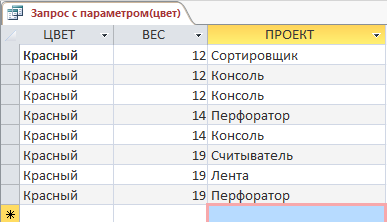 Запрос с параметром(цвет)
ЦВЕТ ВЕС ПРОЕКТ
Красный 12 Сортировщик
Красный 12 Консоль
Красный 12 Консоль
Красный 14 Перфоратор
Красный 14 Консоль
Красный 19 Считыватель
Красный 19 Лента
Красный 19 Перфоратор